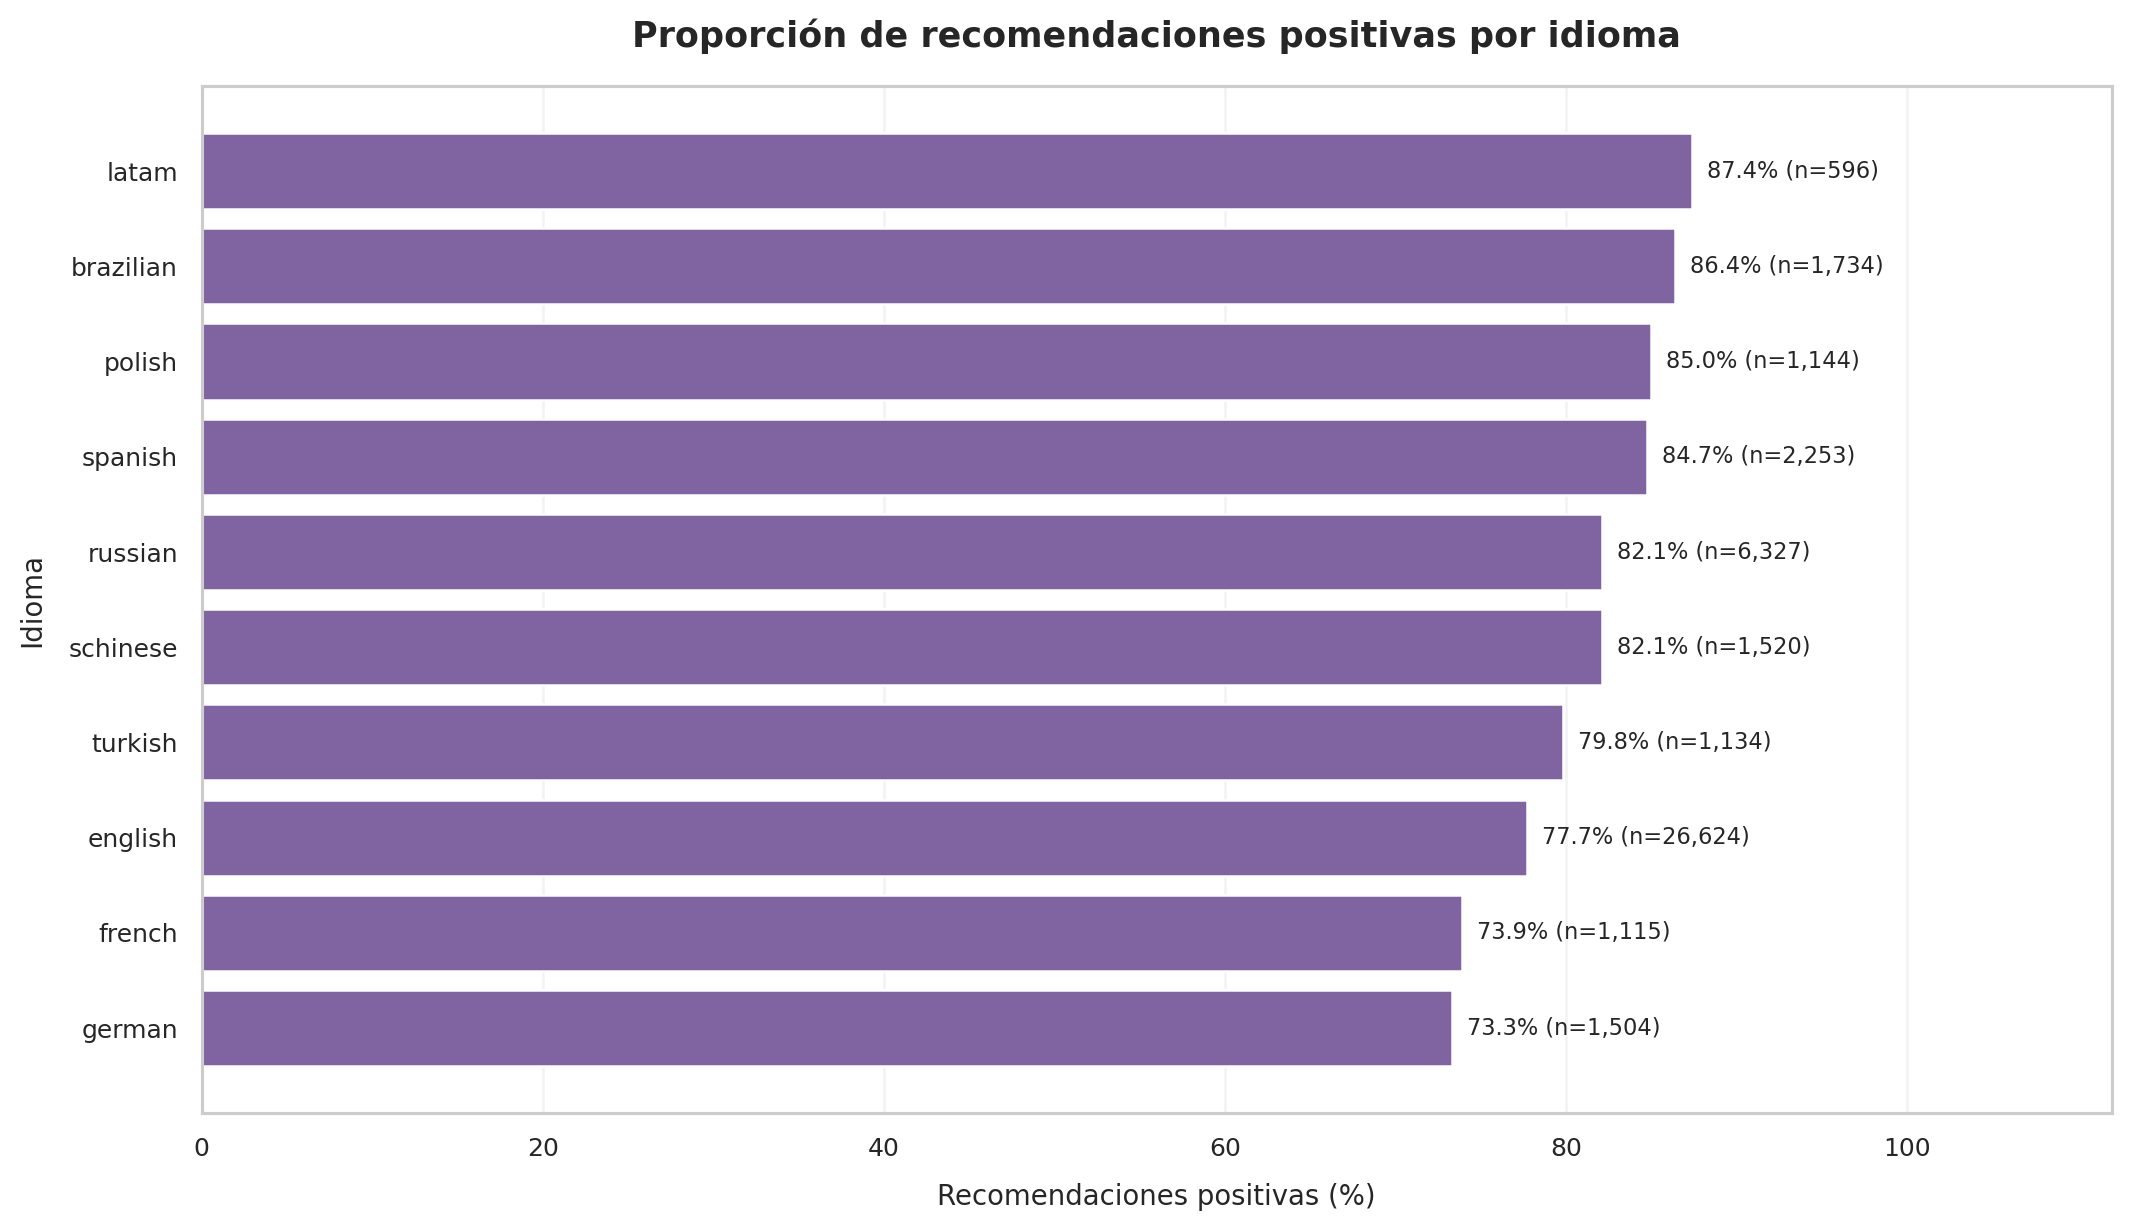 Proporción de recomendaciones positivas por idioma
Idioma
latam 87.4% (n=596)
brazilian 86.4% (n=1,734)
polish 85.0% (n=1,144)
spanish 84.7% (n=2,253)
russian 82.1% (n=6,327)
schinese 82.1% (n=1,520)
turkish 79.8% (n=1,134)
english 77.7% (n=26,624)
french 73.9% (n=1,115)
german 73.3% (n=1,504)
0 20 40 60 80 100
Recomendaciones positivas (%)